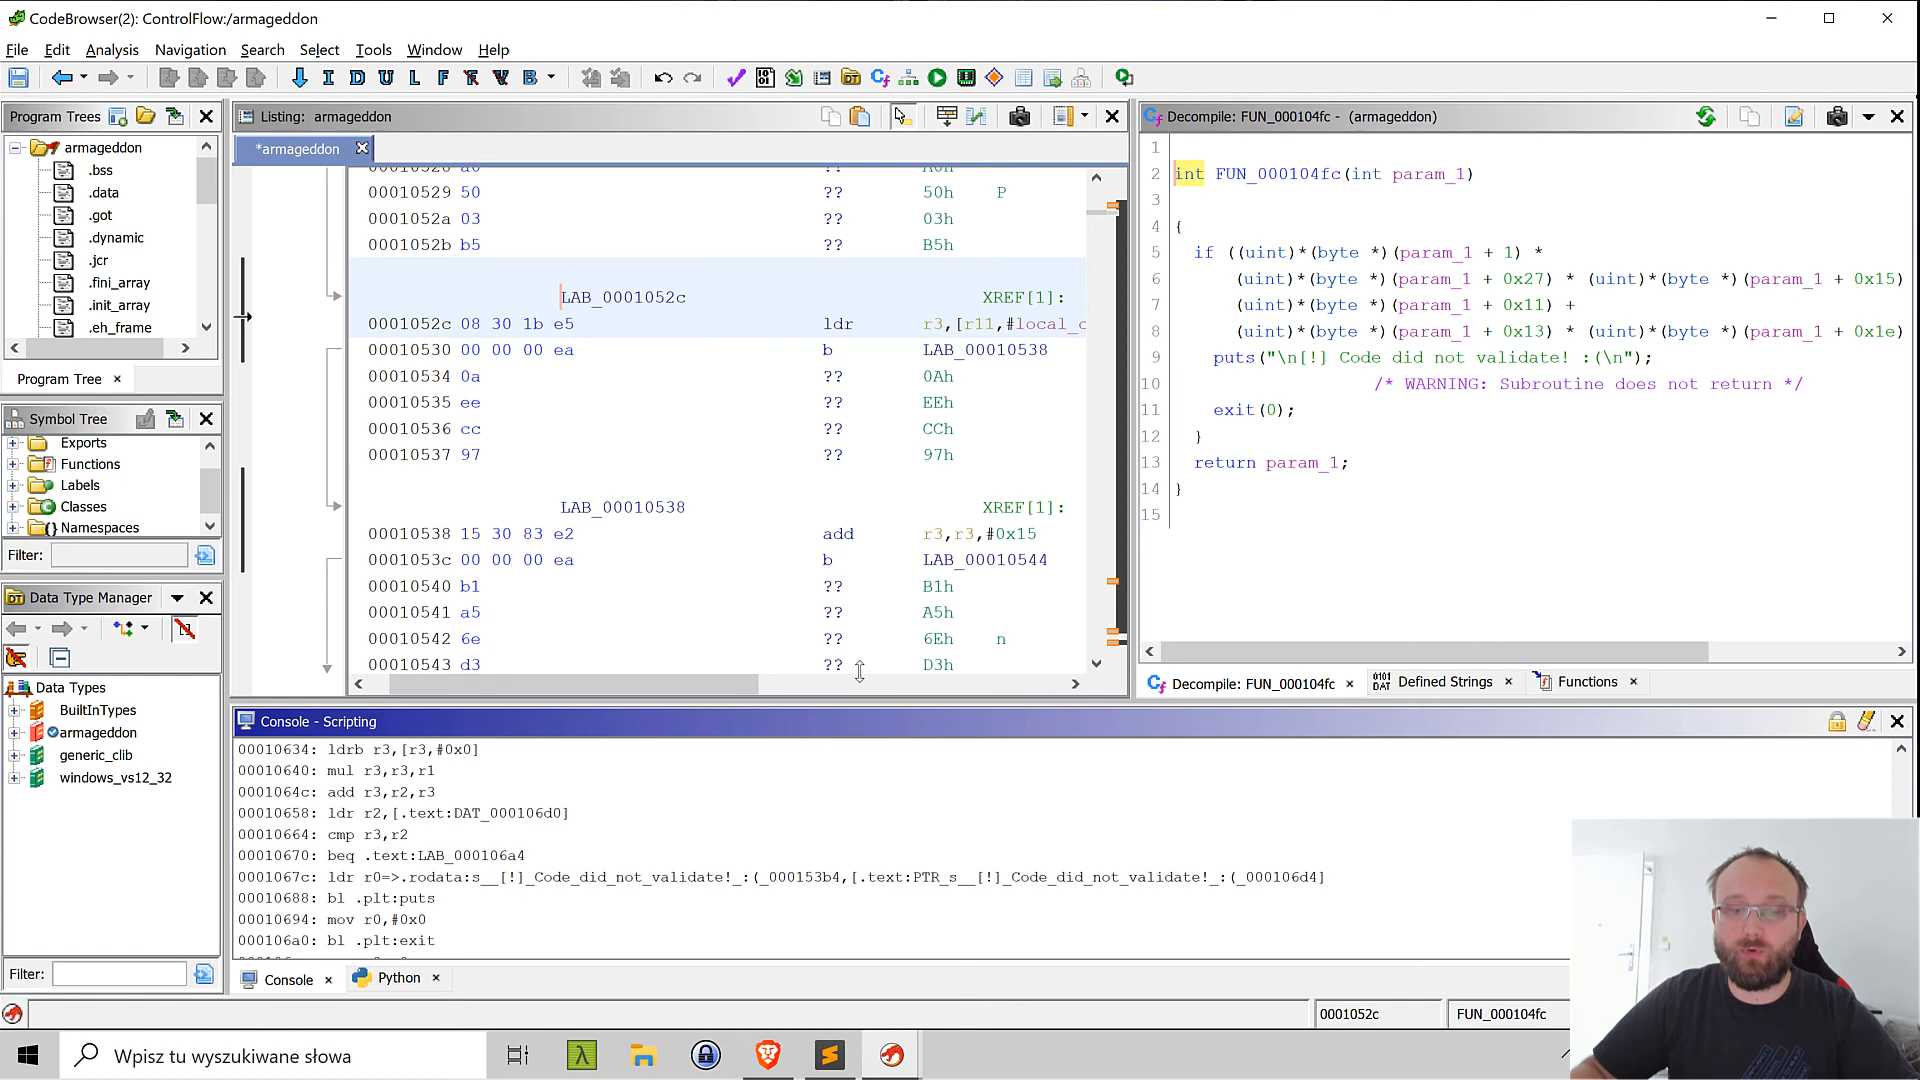 CodeBrowser(2): ControlFlow:/armageddon
File Edit Analysis Navigation Search Select Tools Window Help
I D U L F B
Program Trees
armageddon
.bss
.data
.got
.dynamic
.jcr
.fini_array
.init_array
.eh_frame
Program Tree
Symbol Tree
Exports
Functions
Labels
Classes
Namespaces
Filter:
Data Type Manager
Data Types
BuiltInTypes
armageddon
generic_clib
windows_vs12_32
Filter:
Listing: armageddon
*armageddon
00010528 a0 ?? A0h
00010529 50 ?? 50h P
0001052a 03 ?? 03h
0001052b b5 ?? B5h
LAB_0001052c XREF[1]:
0001052c 08 30 1b e5 ldr r3,[r11,#local_c
00010530 00 00 00 ea b LAB_00010538
00010534 0a ?? 0Ah
00010535 ee ?? EEh
00010536 cc ?? CCh
00010537 97 ?? 97h
LAB_00010538 XREF[1]:
00010538 15 30 83 e2 add r3,r3,#0x15
0001053c 00 00 00 ea b LAB_00010544
00010540 b1 ?? B1h
00010541 a5 ?? A5h
00010542 6e ?? 6Eh n
00010543 d3 ?? D3h
Decompile: FUN_000104fc - (armageddon)
1
2 int FUN_000104fc(int param_1)
3
4 {
5 if ((uint)*(byte *)(param_1 + 1) *
6 (uint)*(byte *)(param_1 + 0x27) * (uint)*(byte *)(param_1 + 0x15)
7 (uint)*(byte *)(param_1 + 0x11) +
8 (uint)*(byte *)(param_1 + 0x13) * (uint)*(byte *)(param_1 + 0x1e)
9 puts("\n[!] Code did not validate! :(\n");
10 /* WARNING: Subroutine does not return */
11 exit(0);
12 }
13 return param_1;
14 }
15
Decompile: FUN_000104fc Defined Strings Functions
Console - Scripting
00010634: ldrb r3,[r3,#0x0]
00010640: mul r3,r3,r1
0001064c: add r3,r2,r3
00010658: ldr r2,[.text:DAT_000106d0]
00010664: cmp r3,r2
00010670: beq .text:LAB_000106a4
0001067c: ldr r0=>.rodata:s__[!]_Code_did_not_validate!_:(_000153b4,[.text:PTR_s__[!]_Code_did_not_validate!_:(_000106d4]
00010688: bl .plt:puts
00010694: mov r0,#0x0
000106a0: bl .plt:exit
Console Python
0001052c FUN_000104fc
Wpisz tu wyszukiwane słowa